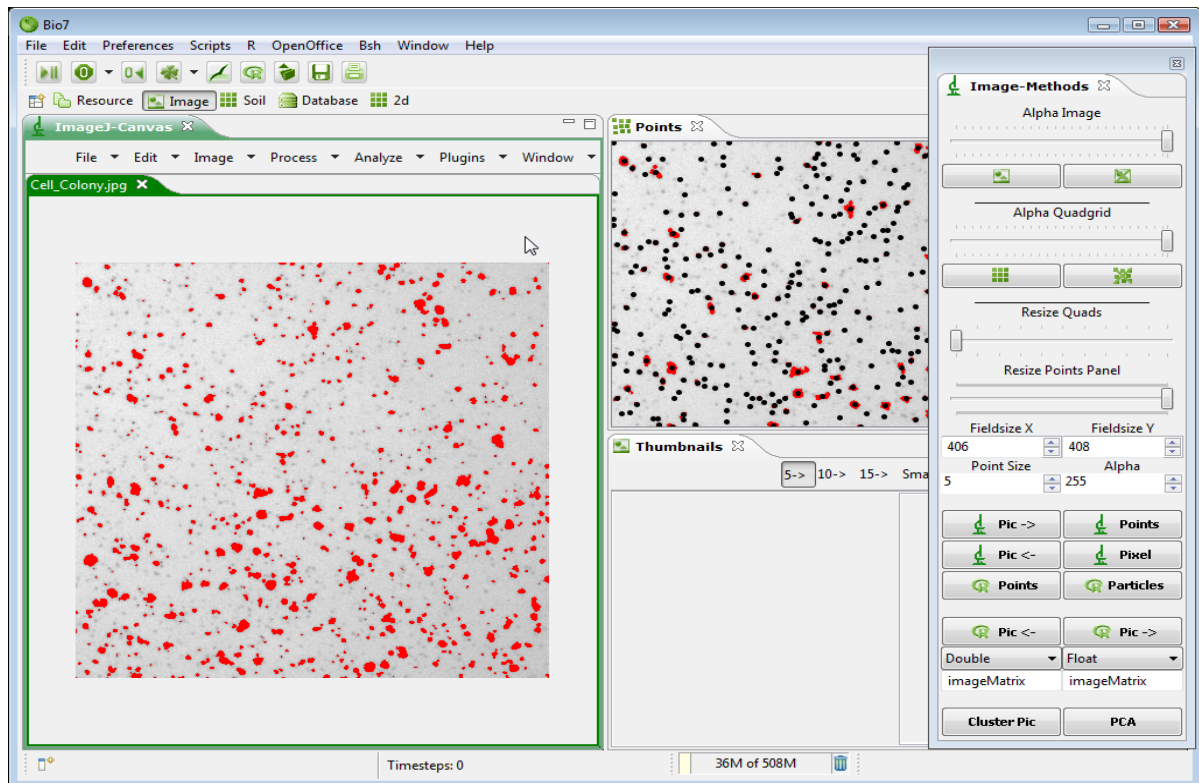 Bio7
File Edit Preferences Scripts R OpenOffice Bsh Window Help
Resource Image Soil Database 2d
ImageJ-Canvas
File Edit Image Process Analyze Plugins Window
Cell_Colony.jpg
Points
Thumbnails
5-> 10-> 15-> Sma
Timesteps: 0
36M of 508M
Image-Methods
Alpha Image
Alpha Quadgrid
Resize Quads
Resize Points Panel
Fieldsize X Fieldsize Y
406 408
Point Size Alpha
5 255
Pic -> Points
Pic <- Pixel
Points Particles
Pic <- Pic ->
Double Float
imageMatrix imageMatrix
Cluster Pic PCA